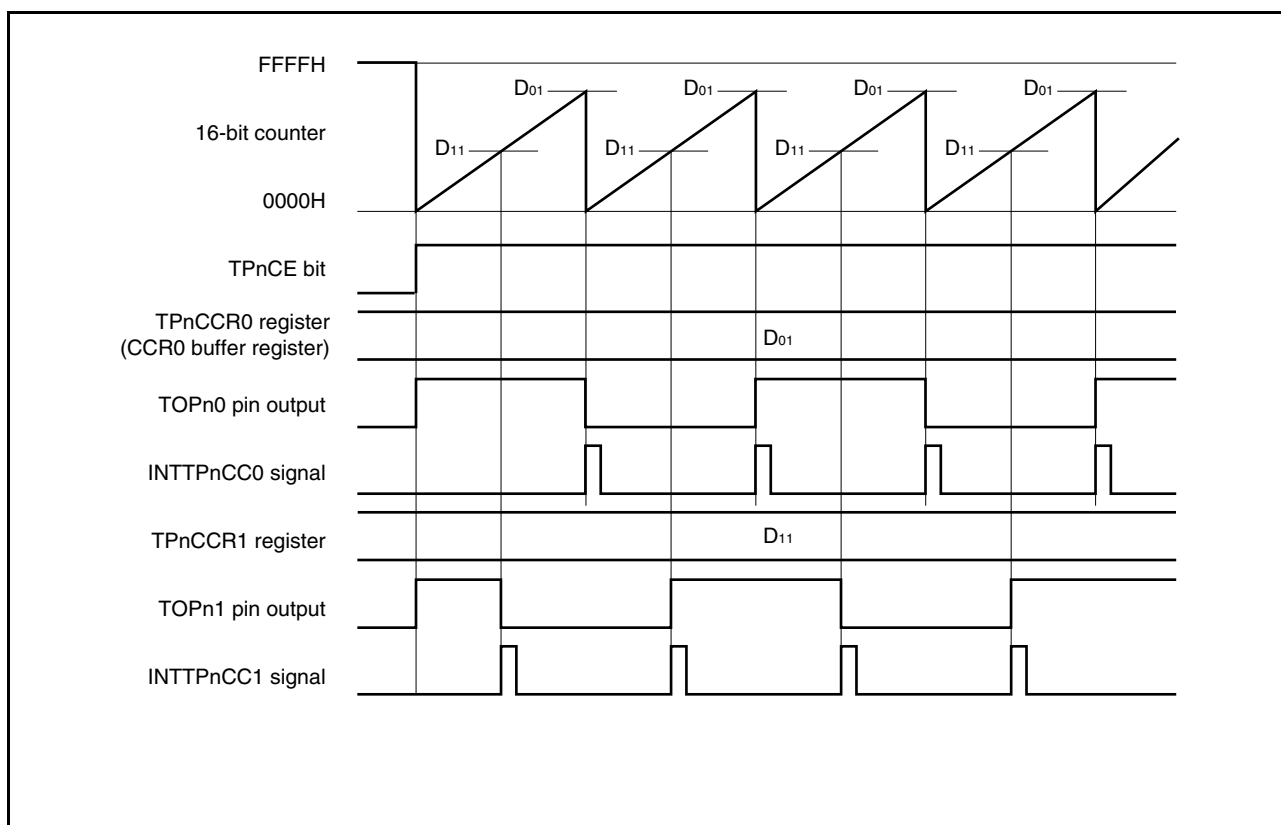 FFFFH
D01 D01 D01 D01
16-bit counter
D11 D11 D11 D11
0000H
TPnCE bit
TPnCCR0 register
(CCR0 buffer register)
D01
TOPn0 pin output
INTTPnCC0 signal
TPnCCR1 register
D11
TOPn1 pin output
INTTPnCC1 signal